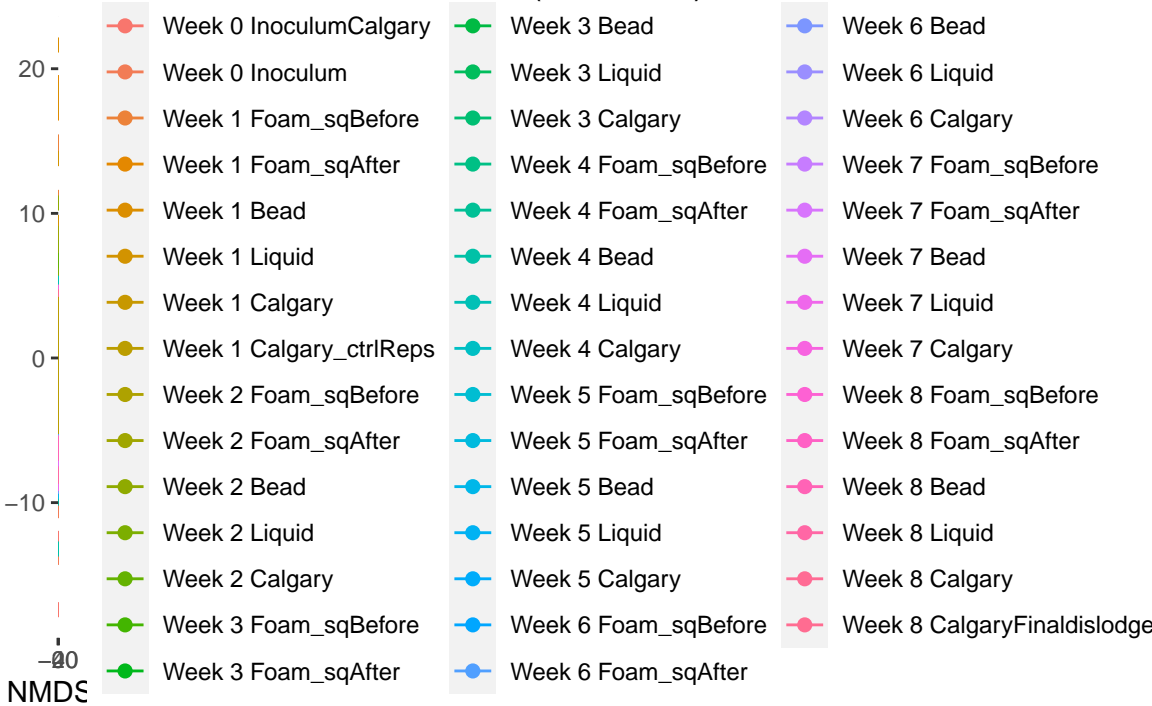 20
10
0
−10
NMDS
Week 0 InoculumCalgary
Week 0 Inoculum
Week 1 Foam_sqBefore
Week 1 Foam_sqAfter
Week 1 Bead
Week 1 Liquid
Week 1 Calgary
Week 1 Calgary_ctrlReps
Week 2 Foam_sqBefore
Week 2 Foam_sqAfter
Week 2 Bead
Week 2 Liquid
Week 2 Calgary
Week 3 Foam_sqBefore
Week 3 Foam_sqAfter
Week 3 Bead
Week 3 Liquid
Week 3 Calgary
Week 4 Foam_sqBefore
Week 4 Foam_sqAfter
Week 4 Bead
Week 4 Liquid
Week 4 Calgary
Week 5 Foam_sqBefore
Week 5 Foam_sqAfter
Week 5 Bead
Week 5 Liquid
Week 5 Calgary
Week 6 Foam_sqBefore
Week 6 Foam_sqAfter
Week 6 Bead
Week 6 Liquid
Week 6 Calgary
Week 7 Foam_sqBefore
Week 7 Foam_sqAfter
Week 7 Bead
Week 7 Liquid
Week 7 Calgary
Week 8 Foam_sqBefore
Week 8 Foam_sqAfter
Week 8 Bead
Week 8 Liquid
Week 8 Calgary
Week 8 CalgaryFinaldislodge